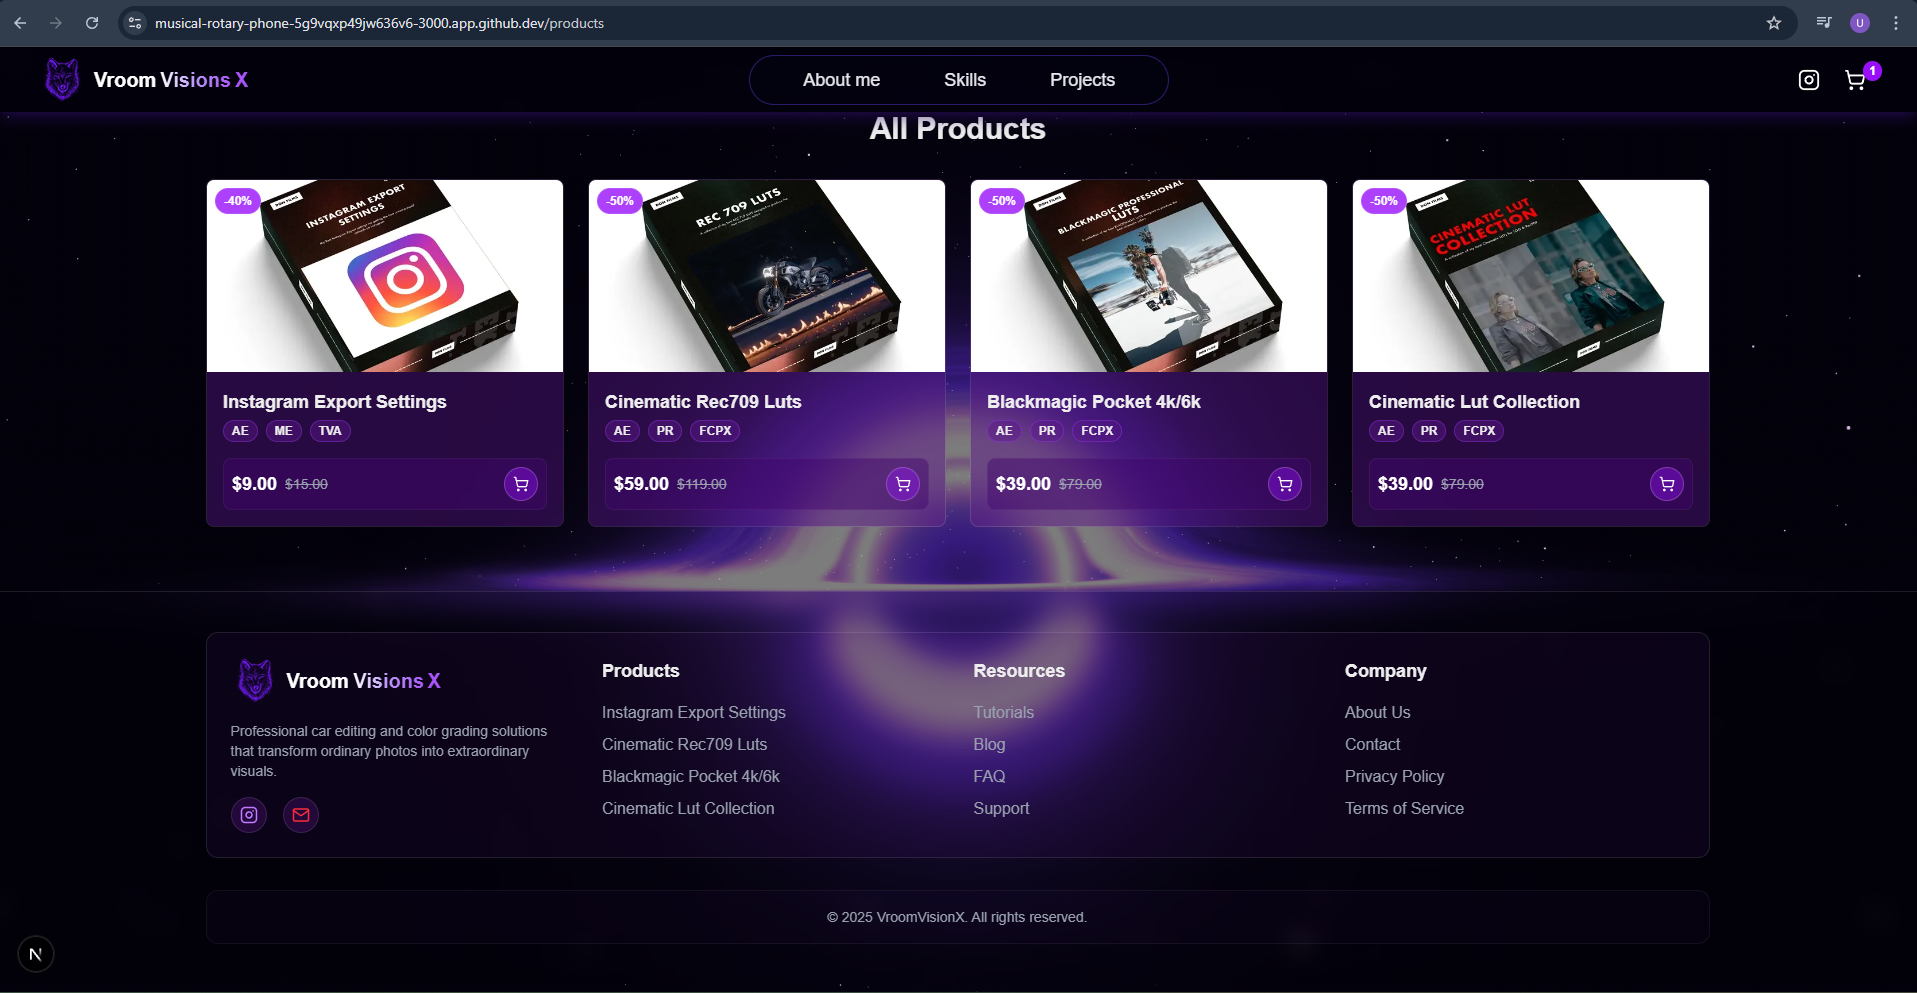 musical-rotary-phone-5g9vqxp49jw636v6-3000.app.github.dev/products
U
Vroom Visions X
About me
Skills
Projects
1
All Products
-40%
INSTAGRAM EXPORT
SETTINGS
Instagram Export Settings
AE
ME
TVA
$9.00 $15.00
-50%
REC 709 LUTS
Cinematic Rec709 Luts
AE
PR
FCPX
$59.00 $119.00
-50%
BLACKMAGIC PROFESSIONAL
LUTS
Blackmagic Pocket 4k/6k
AE
PR
FCPX
$39.00 $79.00
-50%
CINEMATIC LUT
COLLECTION
Cinematic Lut Collection
AE
PR
FCPX
$39.00 $79.00
Vroom Visions X
Professional car editing and color grading solutions
that transform ordinary photos into extraordinary
visuals.
Products
Instagram Export Settings
Cinematic Rec709 Luts
Blackmagic Pocket 4k/6k
Cinematic Lut Collection
Resources
Tutorials
Blog
FAQ
Support
Company
About Us
Contact
Privacy Policy
Terms of Service
© 2025 VroomVisionX. All rights reserved.
N